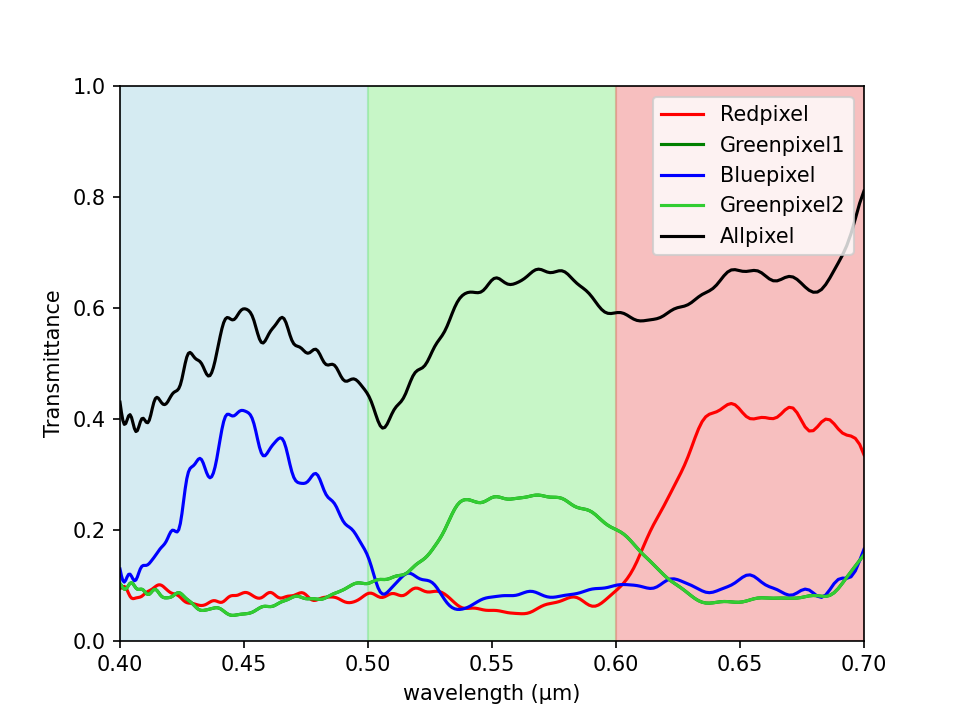 1.0
0.8
0.6
0.4
0.2
0.0
Transmittance
Redpixel
Greenpixel1
Bluepixel
Greenpixel2
Allpixel
0.40 0.45 0.50 0.55 0.60 0.65 0.70
wavelength (μm)